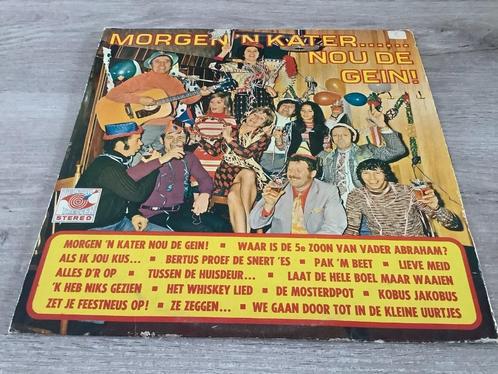 MORGEN 'N KATER......
NOU DE
GEIN!
STEREO
MORGEN 'N KATER NOU DE GEIN! ▪ WAAR IS DE 5e ZOON VAN VADER ABRAHAM?
ALS IK JOU KUS... ▪ BERTUS PROEF DE SNERT 'ES ▪ PAK 'M BEET ▪ LIEVE MEID
ALLES D'R OP ▪ TUSSEN DE HUISDEUR... ▪ LAAT DE HELE BOEL MAAR WAAIEN
'K HEB NIKS GEZIEN ▪ HET WHISKEY LIED ▪ DE MOSTERDPOT ▪ KOBUS JAKOBUS
ZET JE FEESTNEUS OP! ▪ ZE ZEGGEN... ▪ WE GAAN DOOR TOT IN DE KLEINE UURTJES